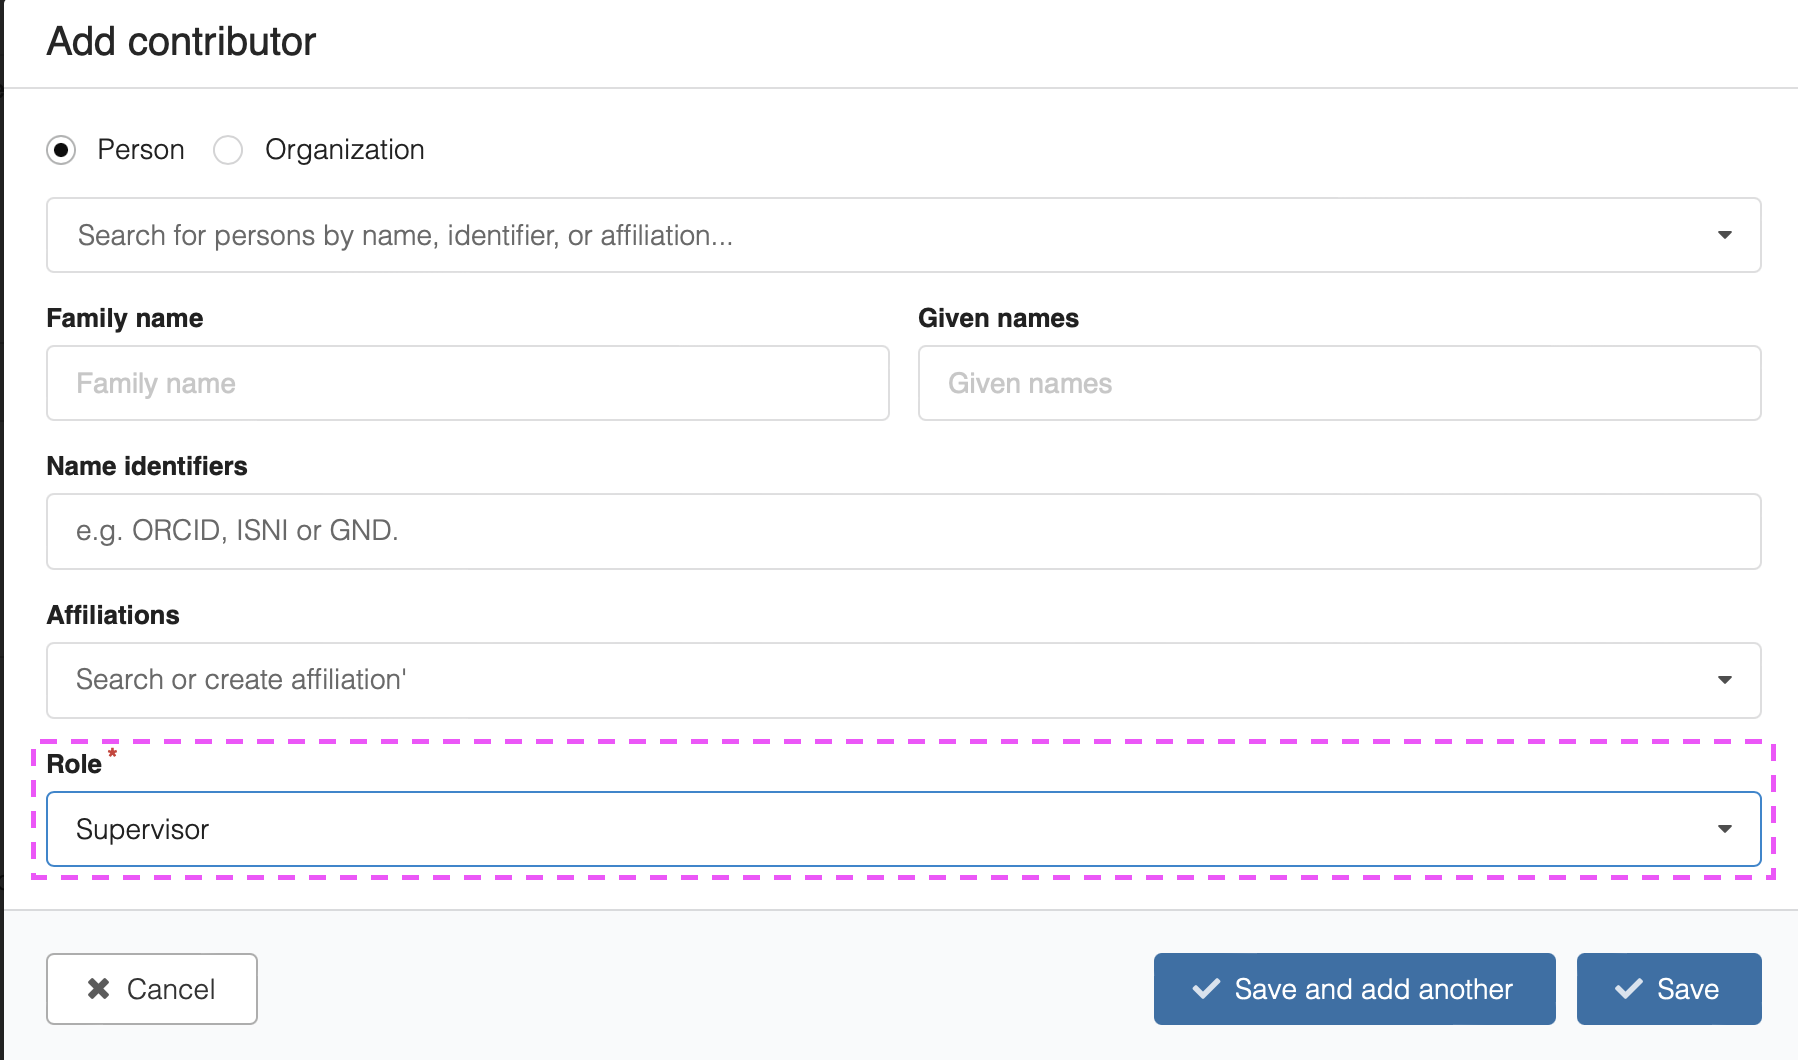 Add contributor
Person Organization
Search for persons by name, identifier, or affiliation...
Family name Given names
Family name Given names
Name identifiers
e.g. ORCID, ISNI or GND.
Affiliations
Search or create affiliation'
Role *
Supervisor
Cancel Save and add another Save